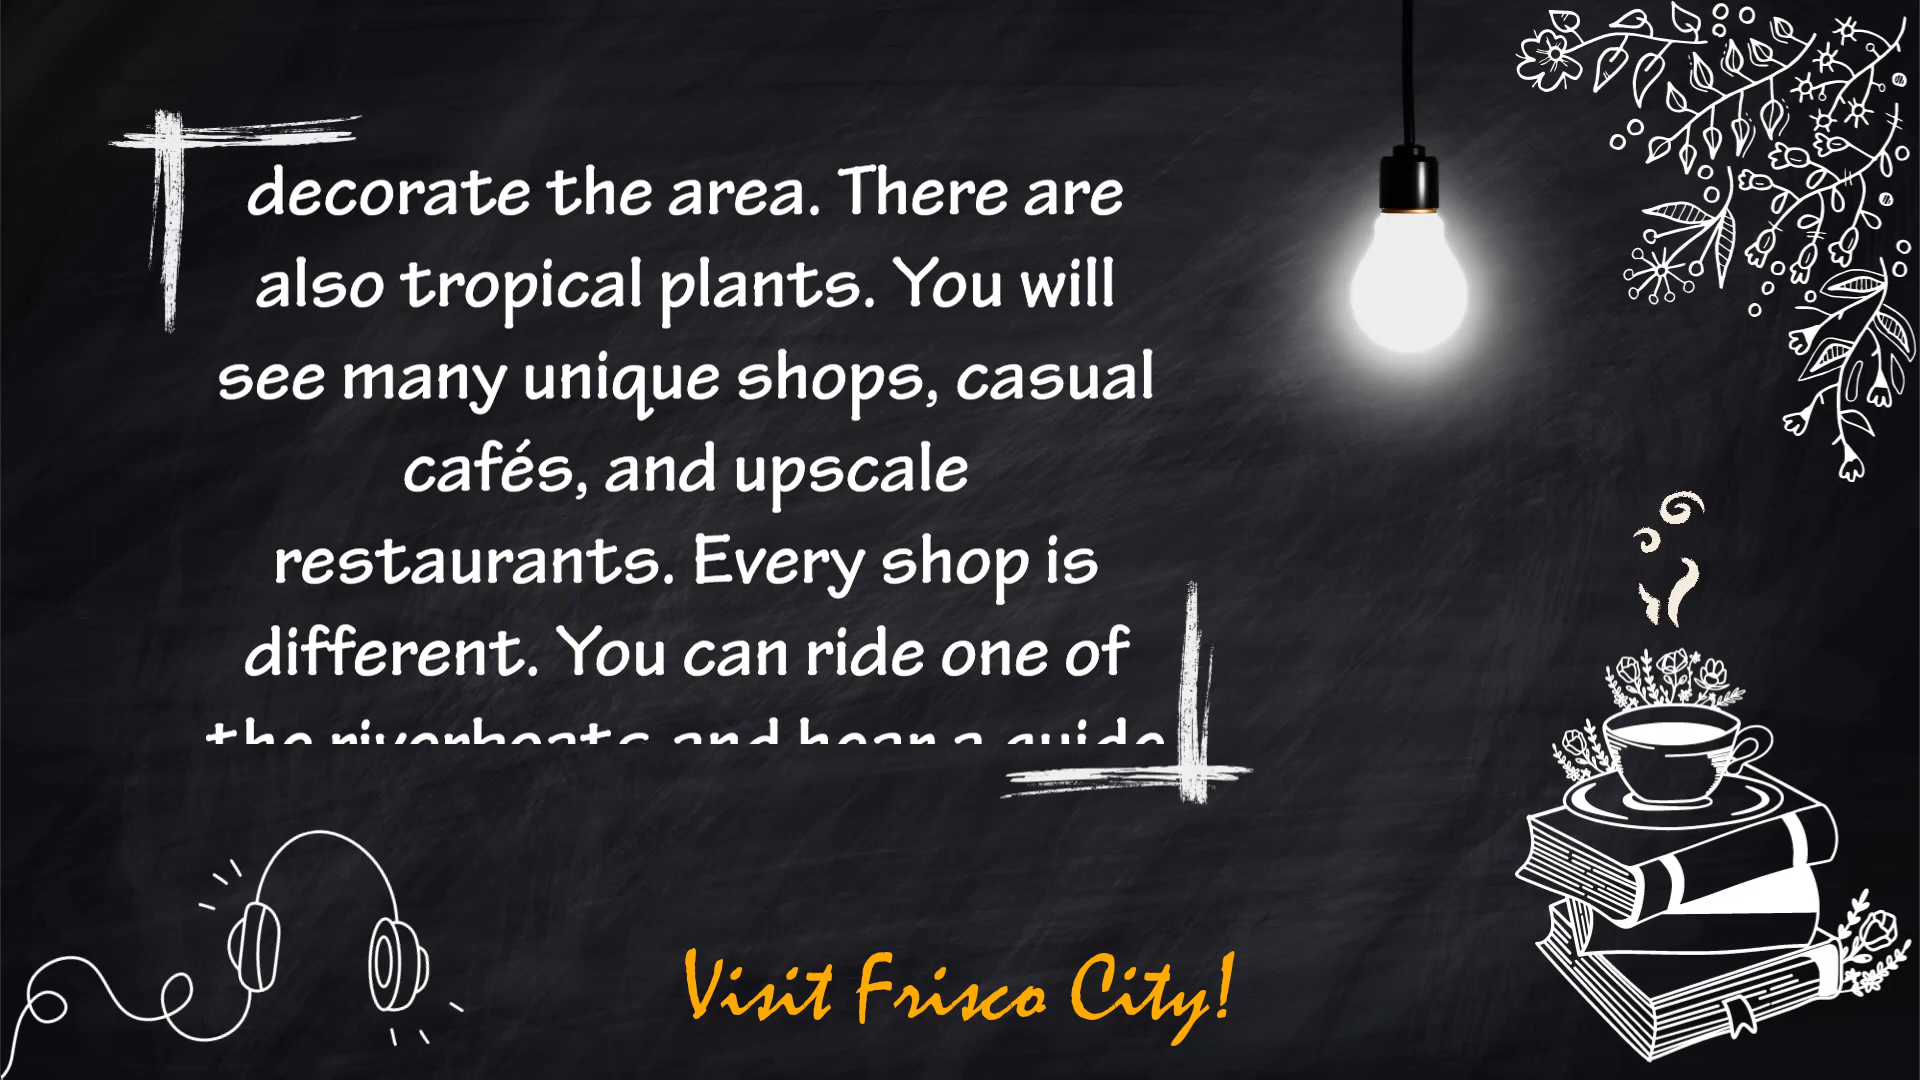 decorate the area. There are
also tropical plants. You will
see many unique shops, casual
cafés, and upscale
restaurants. Every shop is
different. You can ride one of
the riverboats and hear a guide
Visit Frisco City!